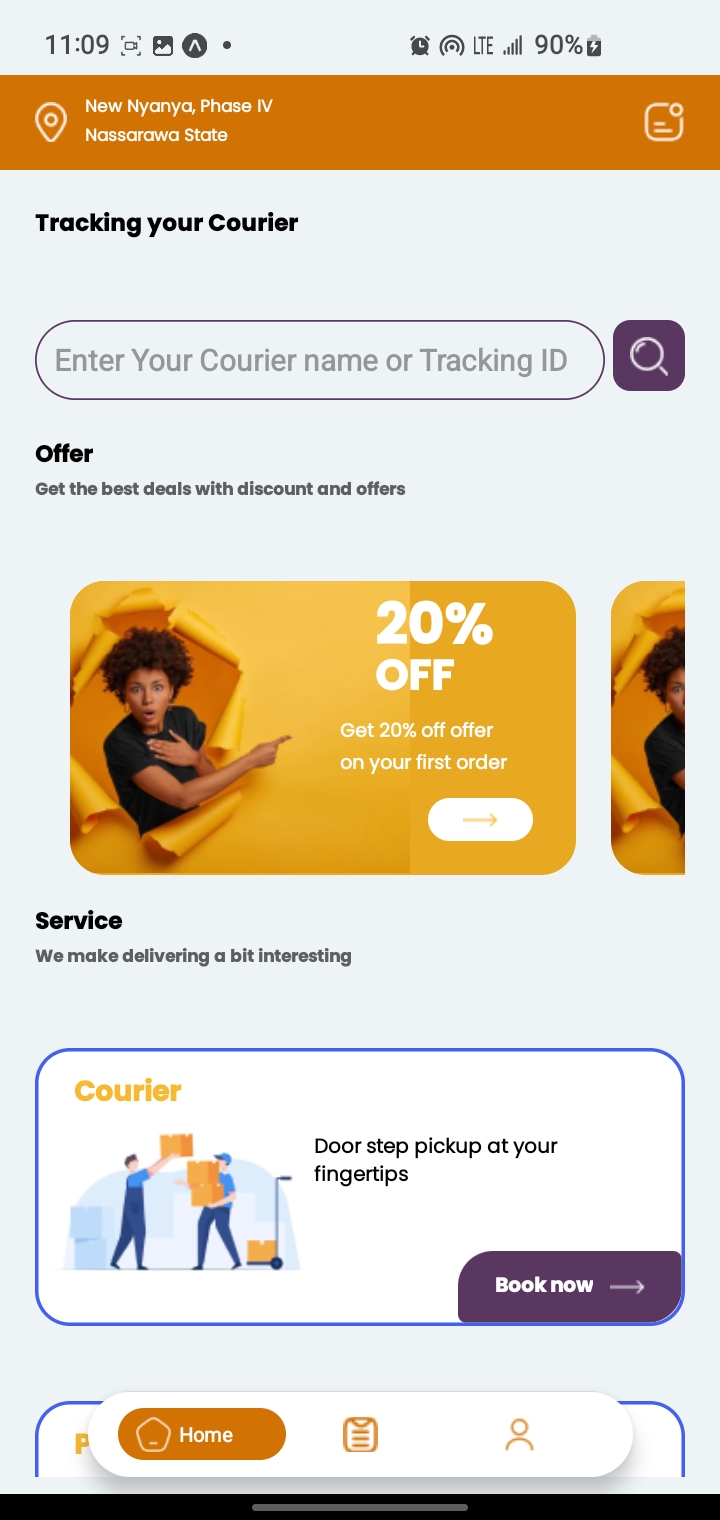 11:09
LTE
90%
New Nyanya, Phase IV
Nassarawa State
Tracking your Courier
Enter Your Courier name or Tracking ID
Offer
Get the best deals with discount and offers
20%
OFF
Get 20% off offer
on your first order
Service
We make delivering a bit interesting
Courier
Door step pickup at your
fingertips
Book now
P
Home